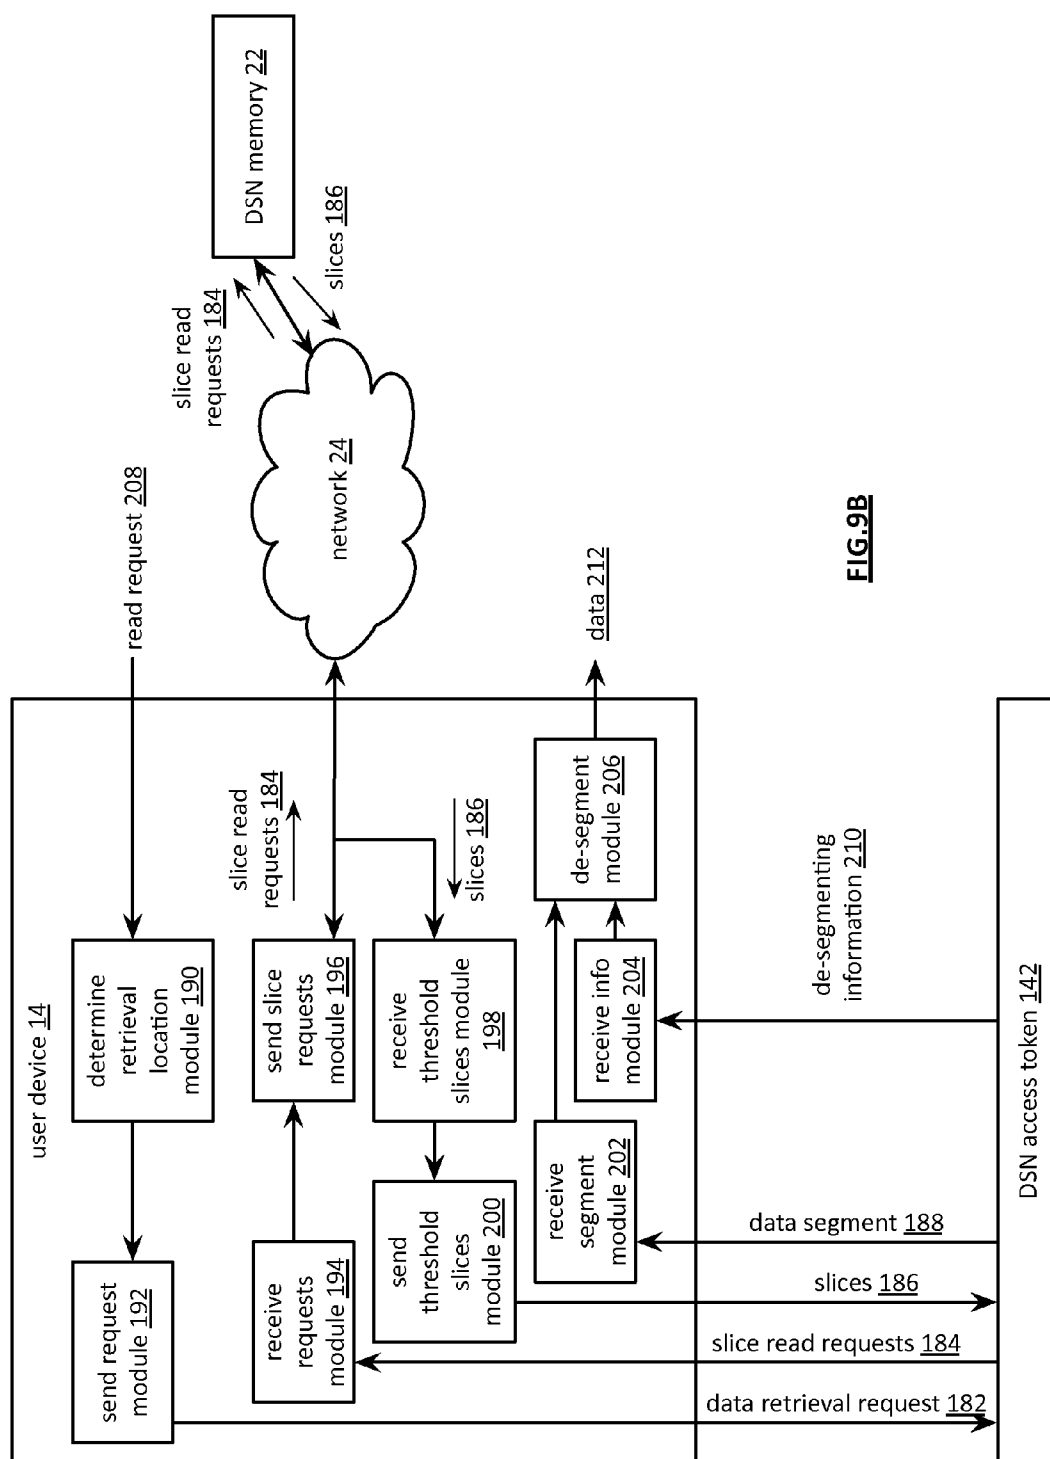 user device 14
send request
module 192
determine
retrieval
location
module 190
read request 208
receive
requests
module 194
send slice
requests
module 196
slice read
requests 184
network 24
slice read
requests 184
slices 186
DSN memory 22
send
threshold
slices
module 200
receive
threshold
slices module
198
slices 186
receive
segment
module 202
receive info
module 204
de-segment
module 206
data 212
data retrieval request 182
slice read requests 184
slices 186
data segment 188
de-segmenting
information 210
DSN access token 142
FIG.9B